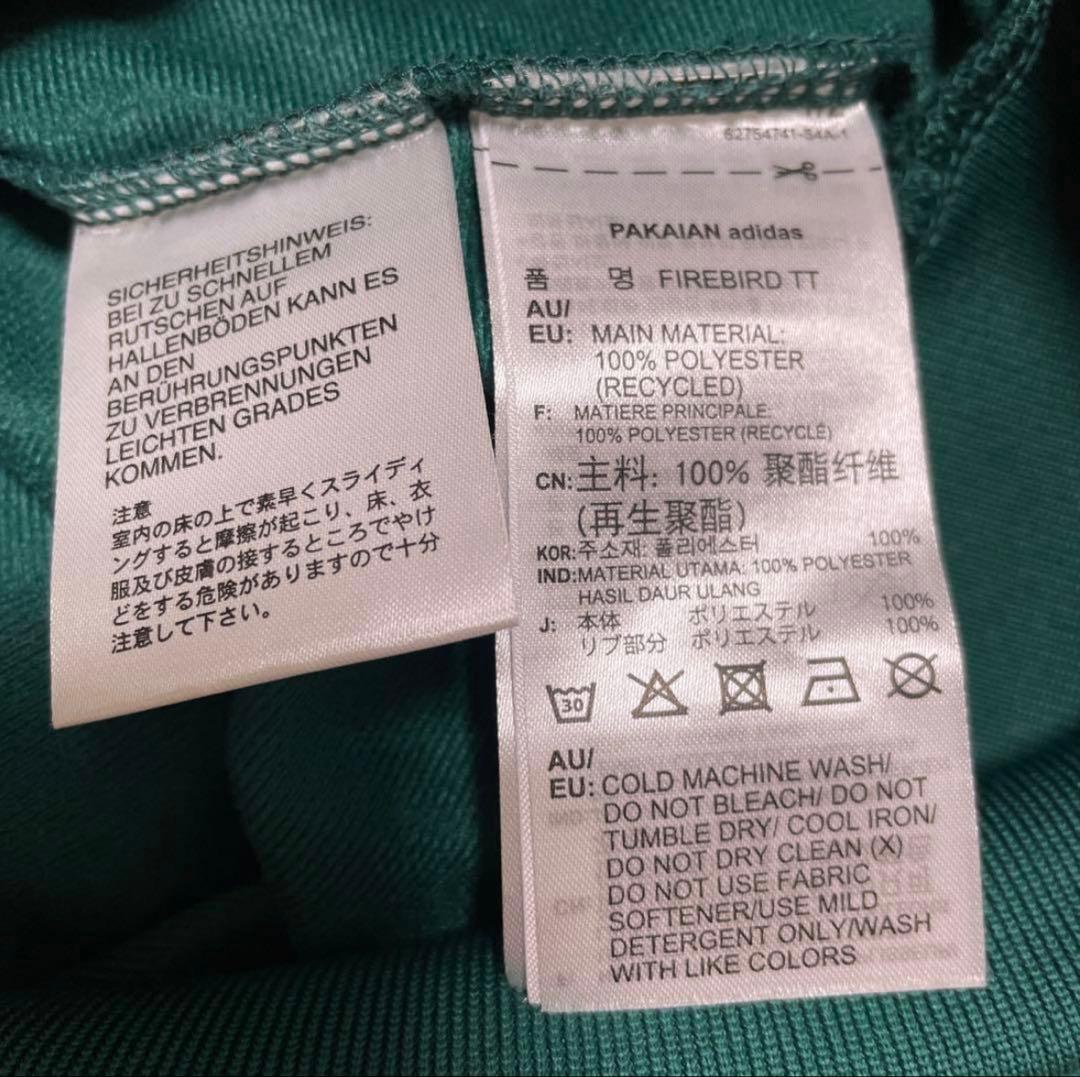 SICHERHEITSHINWEIS:
BEI ZU SCHNELLEM
RUTSCHEN AUF
HALLENBÖDEN KANN ES
AN DEN
BERÜHRUNGSPUNKTEN
ZU VERBRENNUNGEN
LEICHTEN GRADES
KOMMEN.
注意
室内の床の上で素早くスライディ
ングすると摩擦が起こり、床、衣
服及び皮膚の接するところでやけ
どをする危険がありますので十分
注意して下さい。
62754741-S4A-1
PAKAIAN adidas
품 명 FIREBIRD TT
AU/
EU: MAIN MATERIAL:
100% POLYESTER
(RECYCLED)
F: MATIERE PRINCIPALE:
100% POLYESTER (RECYCLÉ)
CN: 主料: 100% 聚酯纤维
(再生聚酯)
KOR: 주소재: 폴리에스터 100%
IND: MATERIAL UTAMA: 100% POLYESTER
HASIL DAUR ULANG
J: 本体 ポリエステル 100%
リブ部分 ポリエステル 100%
30
AU/
EU: COLD MACHINE WASH/
DO NOT BLEACH/ DO NOT
TUMBLE DRY/ COOL IRON/
DO NOT DRY CLEAN (X)
DO NOT USE FABRIC
SOFTENER/USE MILD
DETERGENT ONLY/WASH
WITH LIKE COLORS